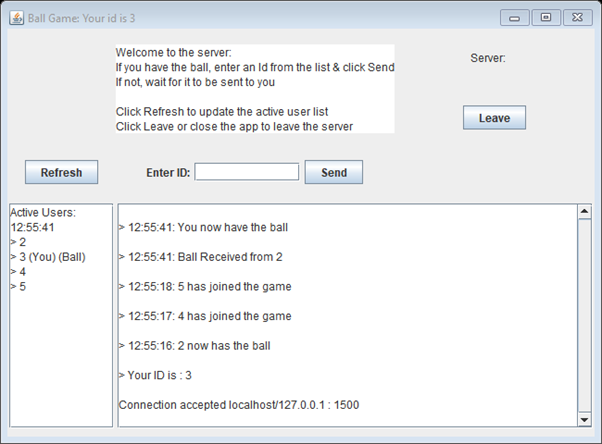 Ball Game: Your id is 3
Welcome to the server:
If you have the ball, enter an Id from the list & click Send
If not, wait for it to be sent to you
Click Refresh to update the active user list
Click Leave or close the app to leave the server
Server:
Leave
Refresh
Enter ID:
Send
Active Users:
12:55:41
> 2
> 3 (You) (Ball)
> 4
> 5
> 12:55:41: You now have the ball
> 12:55:41: Ball Received from 2
> 12:55:18: 5 has joined the game
> 12:55:17: 4 has joined the game
> 12:55:16: 2 now has the ball
> Your ID is : 3
Connection accepted localhost/127.0.0.1 : 1500